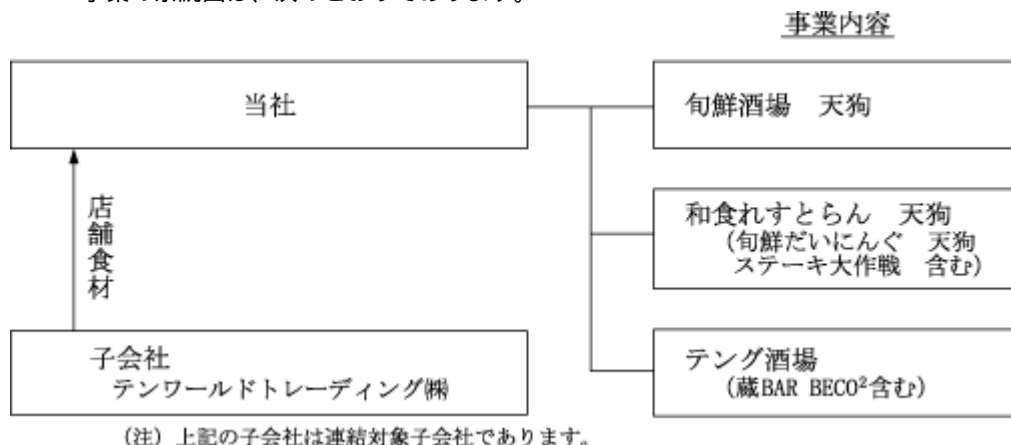 事業の系統図は、次のとおりであります。
事業内容
当社
旬鮮酒場　天狗
店舗食材
和食れすとらん　天狗
(旬鮮だいにんぐ　天狗
ステーキ大作戦　含む)
子会社
テンワールドトレーディング㈱
テング酒場
(蔵BAR BECO²含む)
(注) 上記の子会社は連結対象子会社であります。